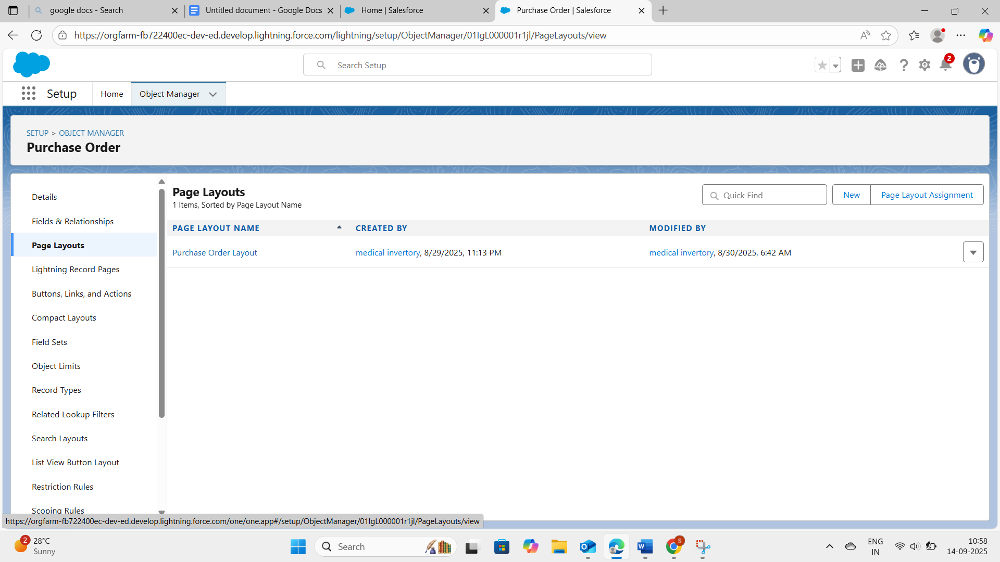 google docs - Search
Untitled document - Google Docs
Home | Salesforce
Purchase Order | Salesforce
https://orgfarm-fb722400ec-dev-ed.develop.lightning.force.com/lightning/setup/ObjectManager/01IgL000001r1jl/PageLayouts/view
Search Setup
2
Setup
Home
Object Manager
SETUP > OBJECT MANAGER
Purchase Order
Details
Fields & Relationships
Page Layouts
Lightning Record Pages
Buttons, Links, and Actions
Compact Layouts
Field Sets
Object Limits
Record Types
Related Lookup Filters
Search Layouts
List View Button Layout
Restriction Rules
Scoping Rules
Page Layouts
1 Items, Sorted by Page Layout Name
Quick Find
New
Page Layout Assignment
PAGE LAYOUT NAME CREATED BY MODIFIED BY
Purchase Order Layout medical invertory, 8/29/2025, 11:13 PM medical invertory, 8/30/2025, 6:42 AM
https://orgfarm-fb722400ec-dev-ed.develop.lightning.force.com/one/one.app#/setup/ObjectManager/01IgL000001r1jl/PageLayouts/view
2
28°C
Sunny
Search
S
ENG
IN
10:58
14-09-2025